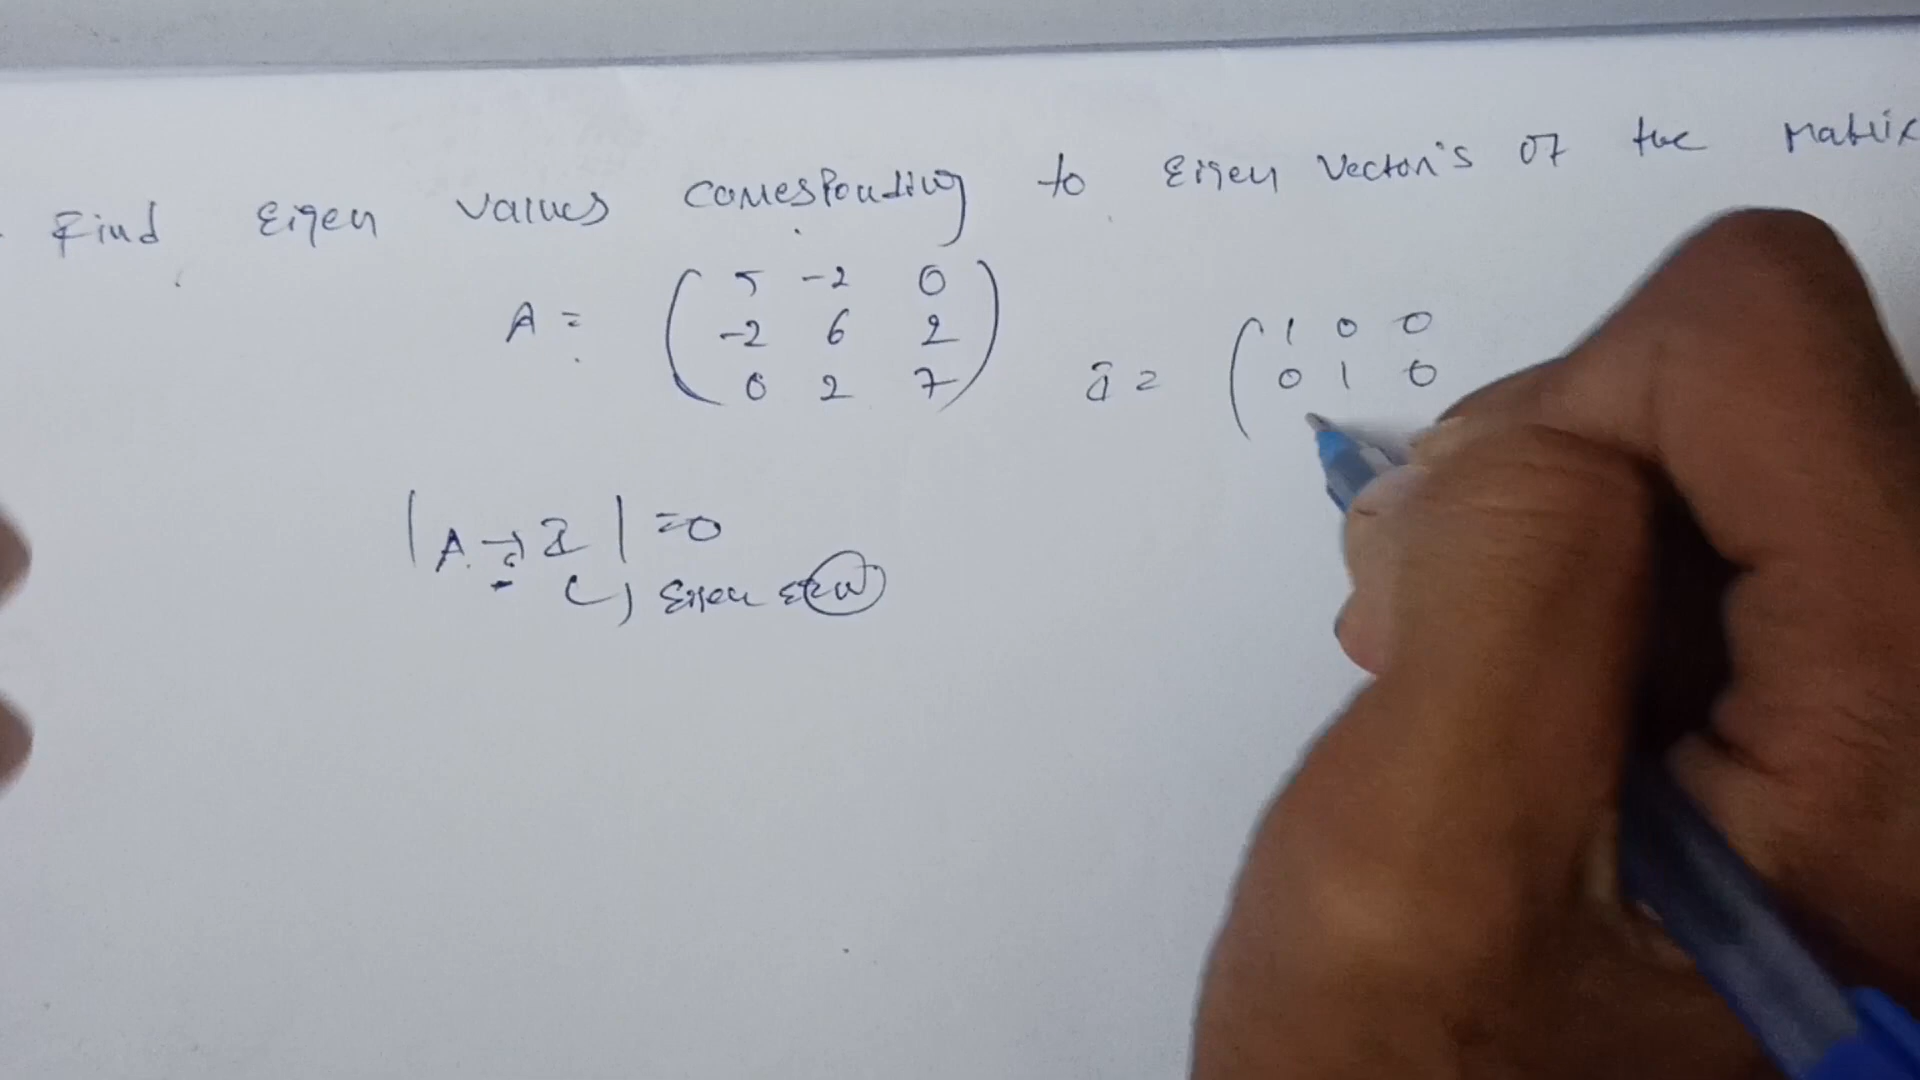 Find Eigen Values Corresponding to Eigen Vector's of the Matrix
A = ( 5 -2 0
-2 6 2
0 2 7 )
I = ( 1 0 0
0 1 0
|A - λI| = 0
Eigen